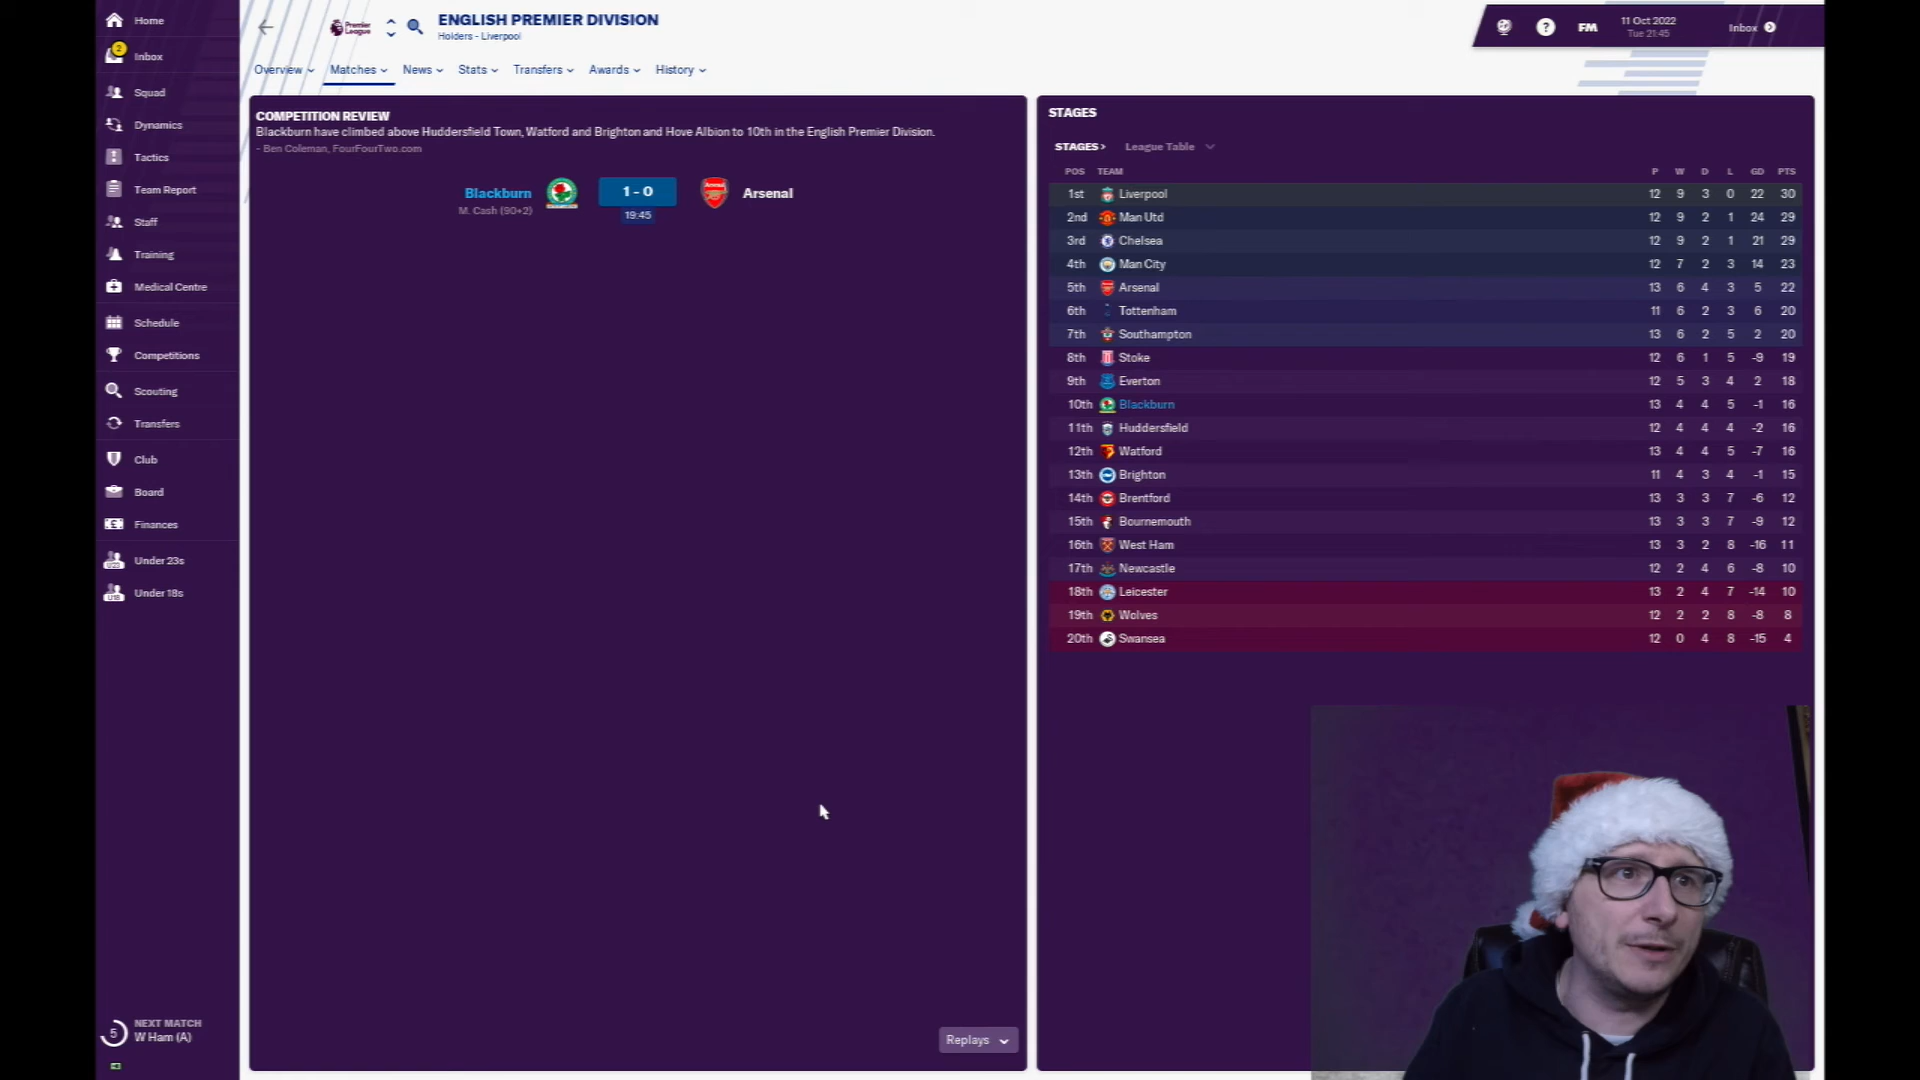 Home
2
Inbox
Squad
Dynamics
Tactics
Team Report
Staff
Training
Medical Centre
Schedule
Competitions
Scouting
Transfers
Club
Board
Finances
U23
Under 23s
U18
Under 18s
5
NEXT MATCH
W Ham (A)
Premier League
ENGLISH PREMIER DIVISION
Holders - Liverpool
FM
11 Oct 2022
Tue 21:45
Inbox
Overview
Matches
News
Stats
Transfers
Awards
History
COMPETITION REVIEW
Blackburn have climbed above Huddersfield Town, Watford and Brighton and Hove Albion to 10th in the English Premier Division.
- Ben Coleman, FourFourTwo.com
Blackburn 1 - 0 Arsenal
M. Cash (90+2) 19:45
Replays
STAGES
STAGES> League Table
POS TEAM P W D L GD PTS
1st Liverpool 12 9 3 0 22 30
2nd Man Utd 12 9 2 1 24 29
3rd Chelsea 12 9 2 1 21 29
4th Man City 12 7 2 3 14 23
5th Arsenal 13 6 4 3 5 22
6th Tottenham 11 6 2 3 6 20
7th Southampton 13 6 2 5 2 20
8th Stoke 12 6 1 5 -9 19
9th Everton 12 5 3 4 2 18
10th Blackburn 13 4 4 5 -1 16
11th Huddersfield 12 4 4 4 -2 16
12th Watford 13 4 4 5 -7 16
13th Brighton 11 4 3 4 -1 15
14th Brentford 13 3 3 7 -6 12
15th Bournemouth 13 3 3 7 -9 12
16th West Ham 13 3 2 8 -16 11
17th Newcastle 12 2 4 6 -8 10
18th Leicester 13 2 4 7 -14 10
19th Wolves 12 2 2 8 -8 8
20th Swansea 12 0 4 8 -15 4